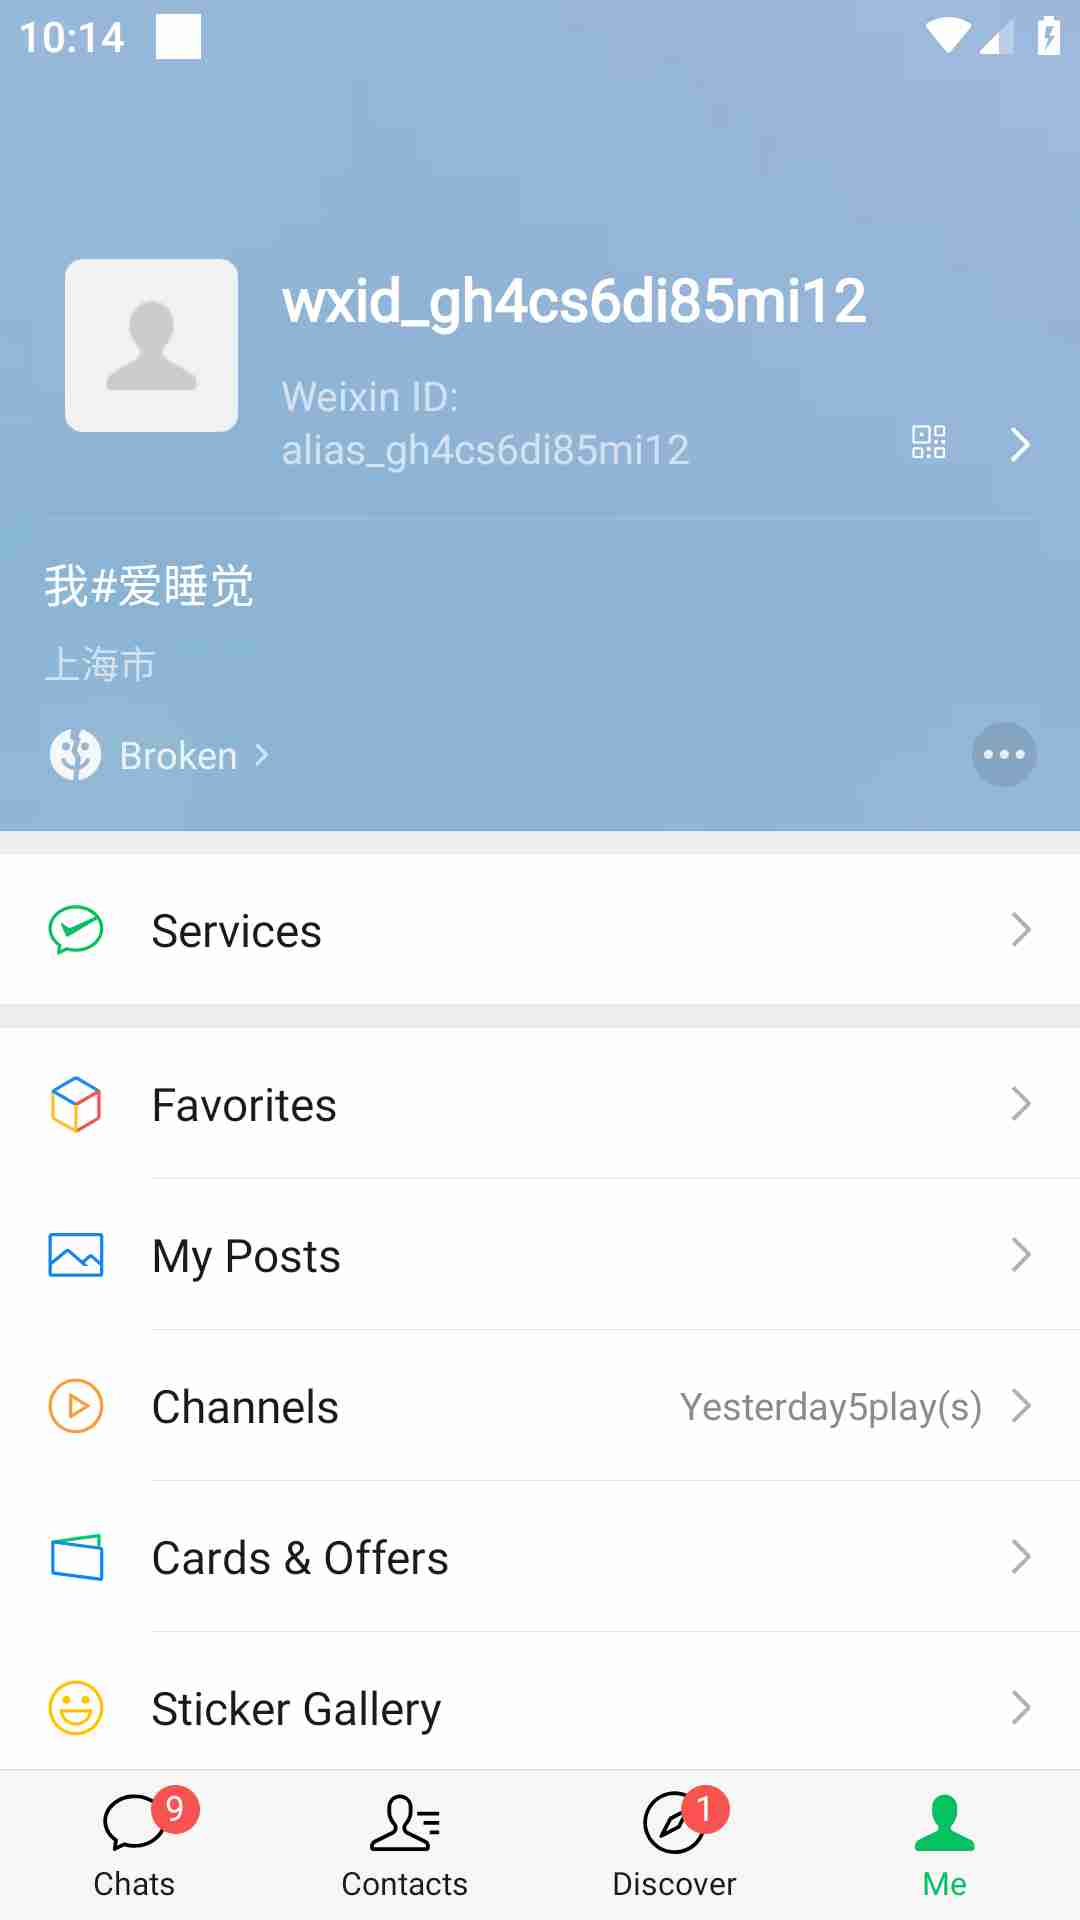 10:14
wxid_gh4cs6di85mi12
Weixin ID:
alias_gh4cs6di85mi12
我#爱睡觉
上海市
Broken
Services
Favorites
My Posts
Channels Yesterday5play(s)
Cards & Offers
Sticker Gallery
9 1
Chats Contacts Discover Me